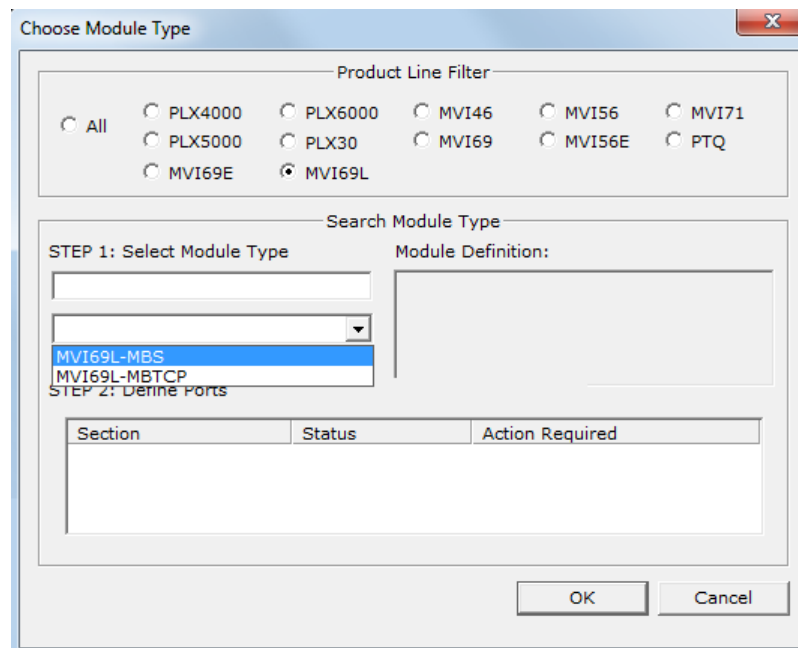 Choose Module Type
Product Line Filter
All
PLX4000 PLX6000 MVI46 MVI56 MVI71
PLX5000 PLX30 MVI69 MVI56E PTQ
MVI69E MVI69L
Search Module Type
STEP 1: Select Module Type Module Definition:
MVI69L-MBS
MVI69L-MBTCP
STEP 2: Define Ports
Section Status Action Required
OK Cancel